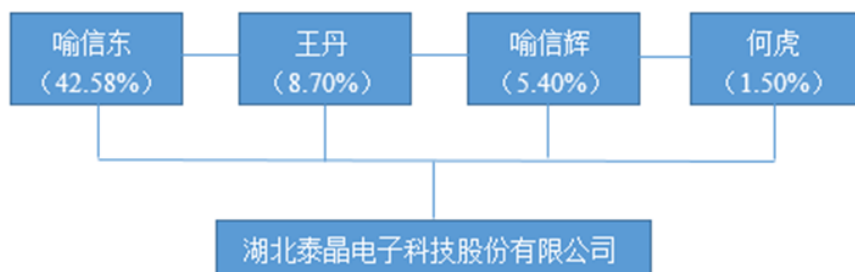 喻信东
（42.58%）
王丹
（8.70%）
喻信辉
（5.40%）
何虎
（1.50%）
湖北泰晶电子科技股份有限公司